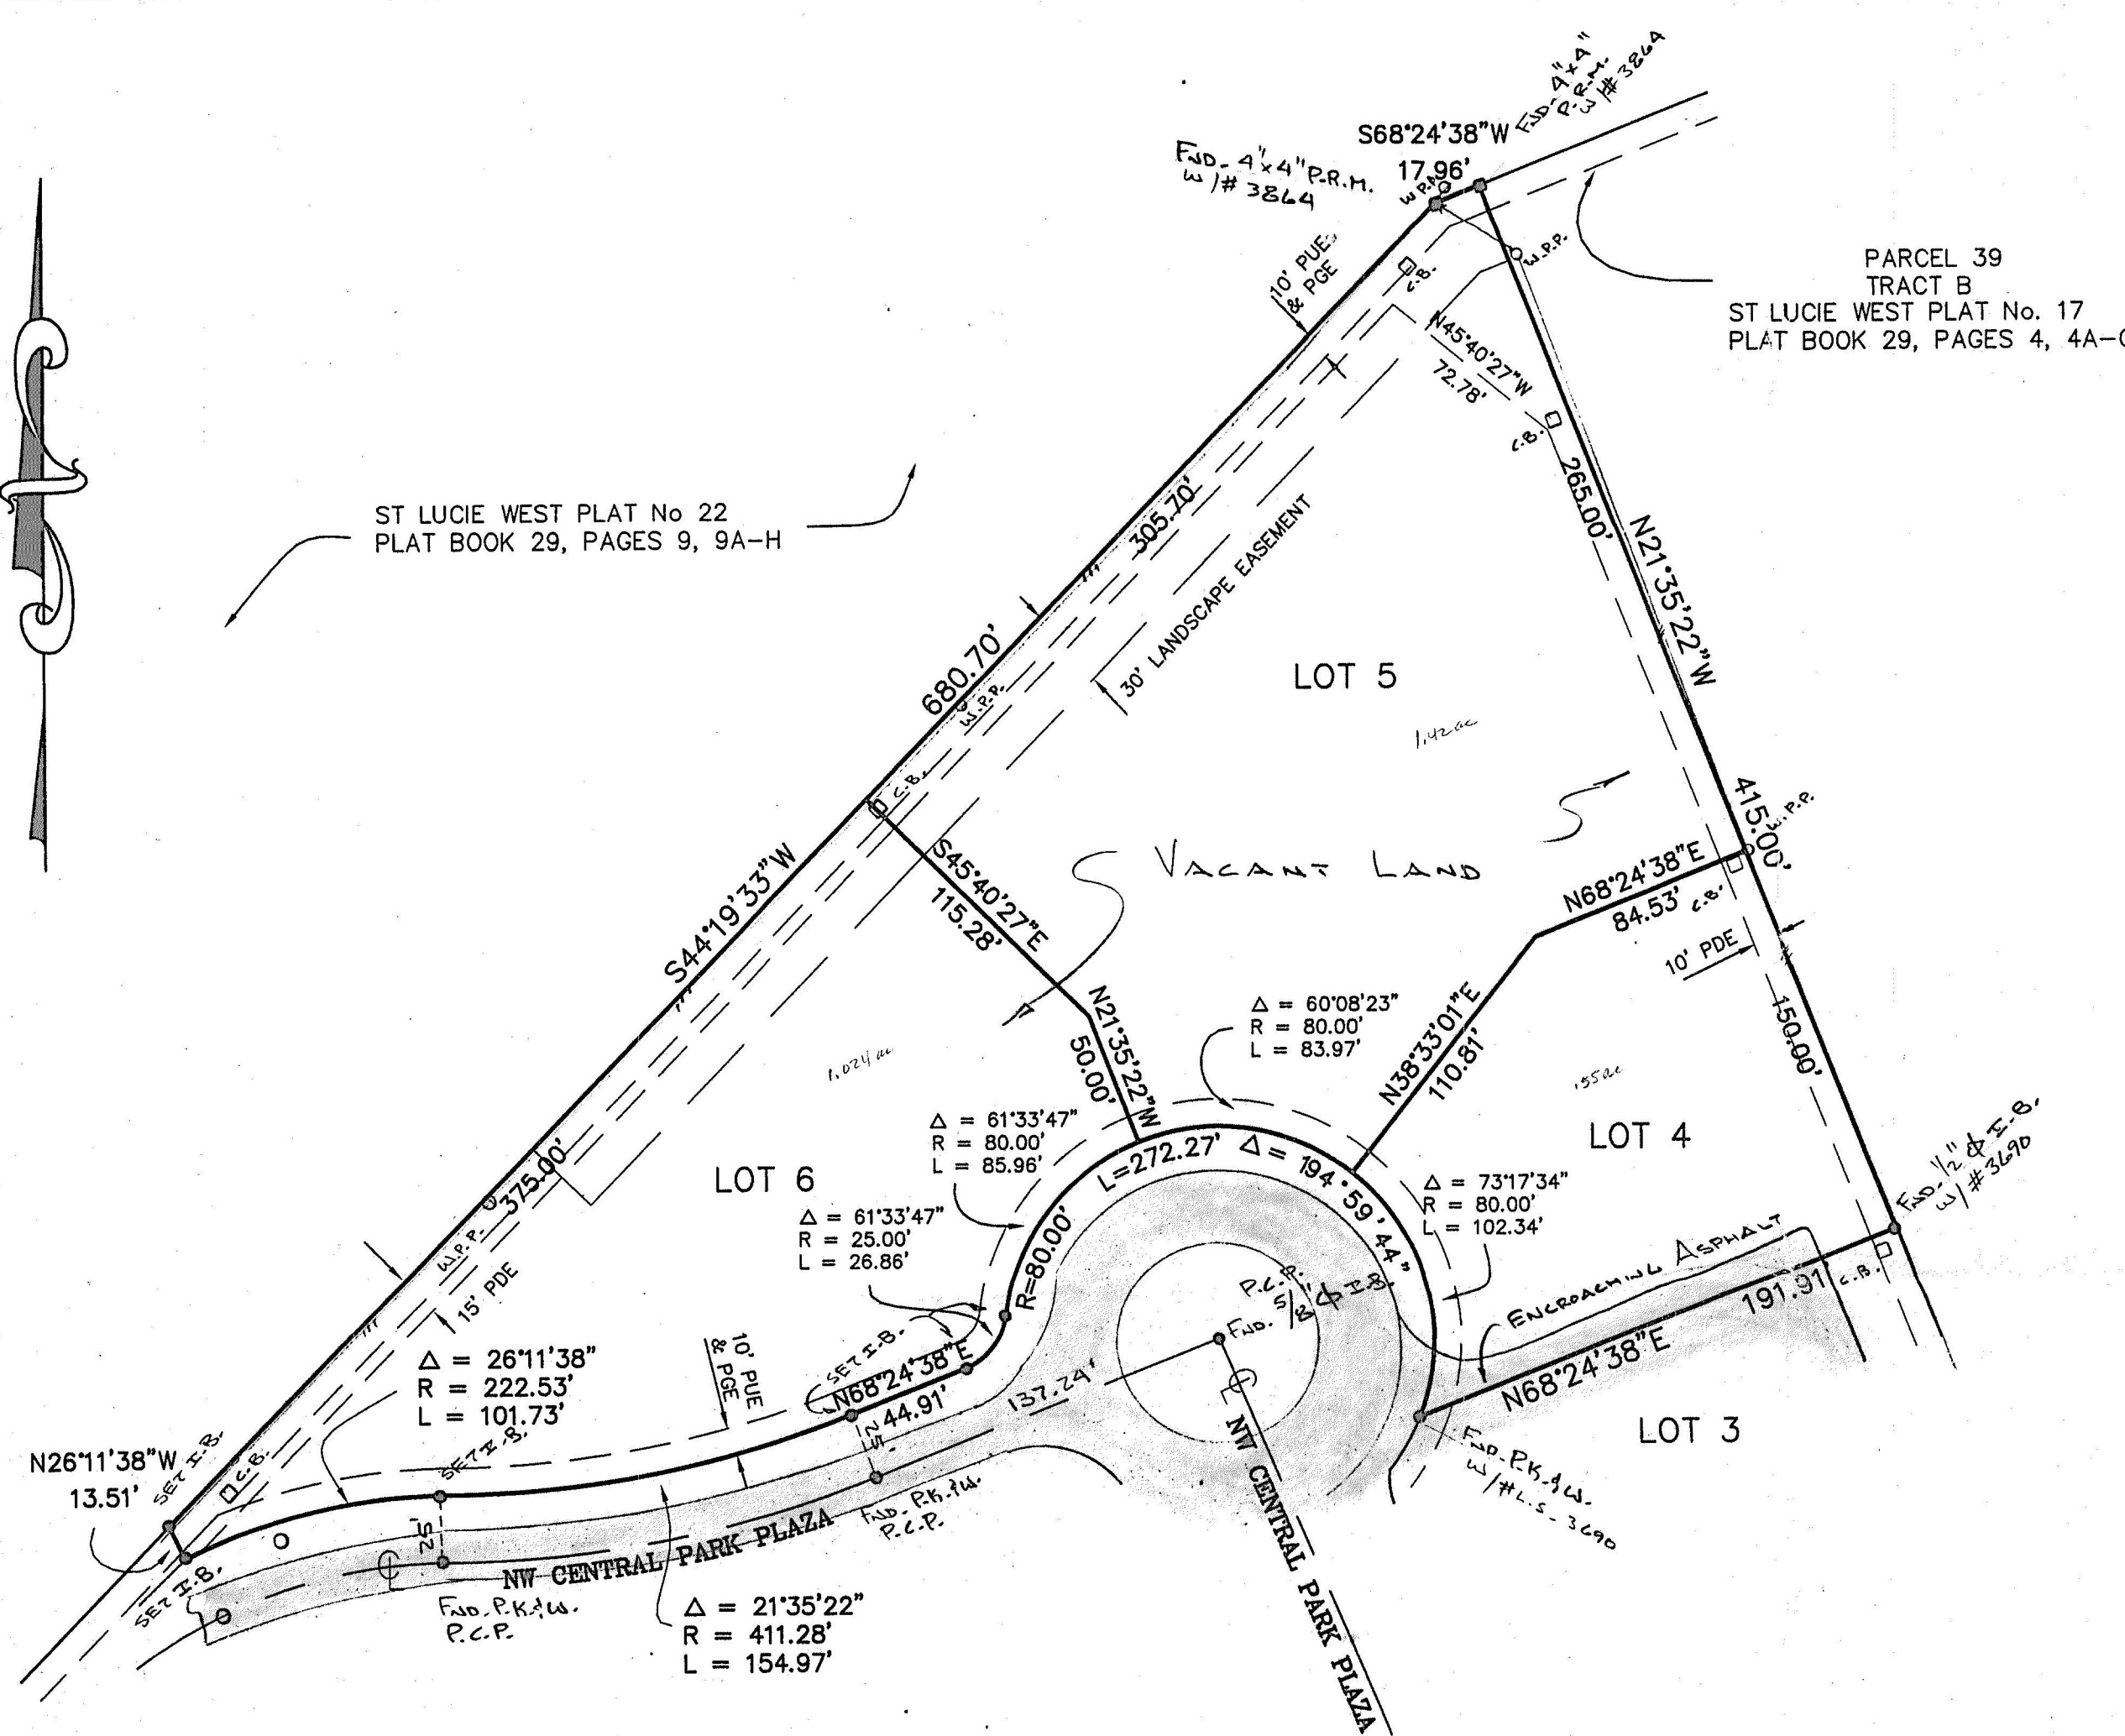 FND. 4"x4"
P.R.M.
W/# 3864
S68°24'38"W
17.96'
FND. 4"x4" P.R.M.
W/# 3864
W.P.P.
W.P.P.
10' PUE
& PGE
C.B.
PARCEL 39
TRACT B
ST LUCIE WEST PLAT No. 17
PLAT BOOK 29, PAGES 4, 4A-
N45°40'27"W
72.78'
C.B.
265.00'
ST LUCIE WEST PLAT No 22
PLAT BOOK 29, PAGES 9, 9A-H
305.70'
30' LANDSCAPE EASEMENT
N21°35'22"W
680.70'
W.P.P.
LOT 5
1.42 ac
C.B.
415.00'
W.P.P.
S44°19'33"W
S45°40'27"E
115.28'
VACANT LAND
N68°24'38"E
84.53'
C.B.
10' PDE
N21°35'22"W
50.00'
Δ = 60°08'23"
R = 80.00'
L = 83.97'
N38°33'01"E
110.81'
150.00'
1.024 ac
.55 ac
Δ = 61°33'47"
R = 80.00'
L = 85.96'
LOT 4
LOT 6
L=272.27' Δ = 194°59'44"
R=80.00'
Δ = 73°17'34"
R = 80.00'
L = 102.34'
FND. 1/2" ⌀ I.B.
W/ #3690
375.00'
W.P.P.
Δ = 61°33'47"
R = 25.00'
L = 26.86'
15' PDE
P.C.P.
FND. 5/8 ⌀ I.B.
ENCROACHING ASPHALT
191.91
C.B.
N68°24'38"E
LOT 3
Δ = 26°11'38"
R = 222.53'
L = 101.73'
10' PUE
& PGE
SET I.B.
N68°24'38"E
44.91'
137.24'
25'
N26°11'38"W
13.51'
SET I.B.
C.B.
SET I.B.
FND. P.K.&W.
P.C.P.
FND. P.K.&W.
W/#L.S. 3690
25'
SET I.B.
NW CENTRAL PARK PLAZA
FND. P.K.&W.
P.C.P.
Δ = 21°35'22"
R = 411.28'
L = 154.97'
NW CENTRAL PARK PLAZA